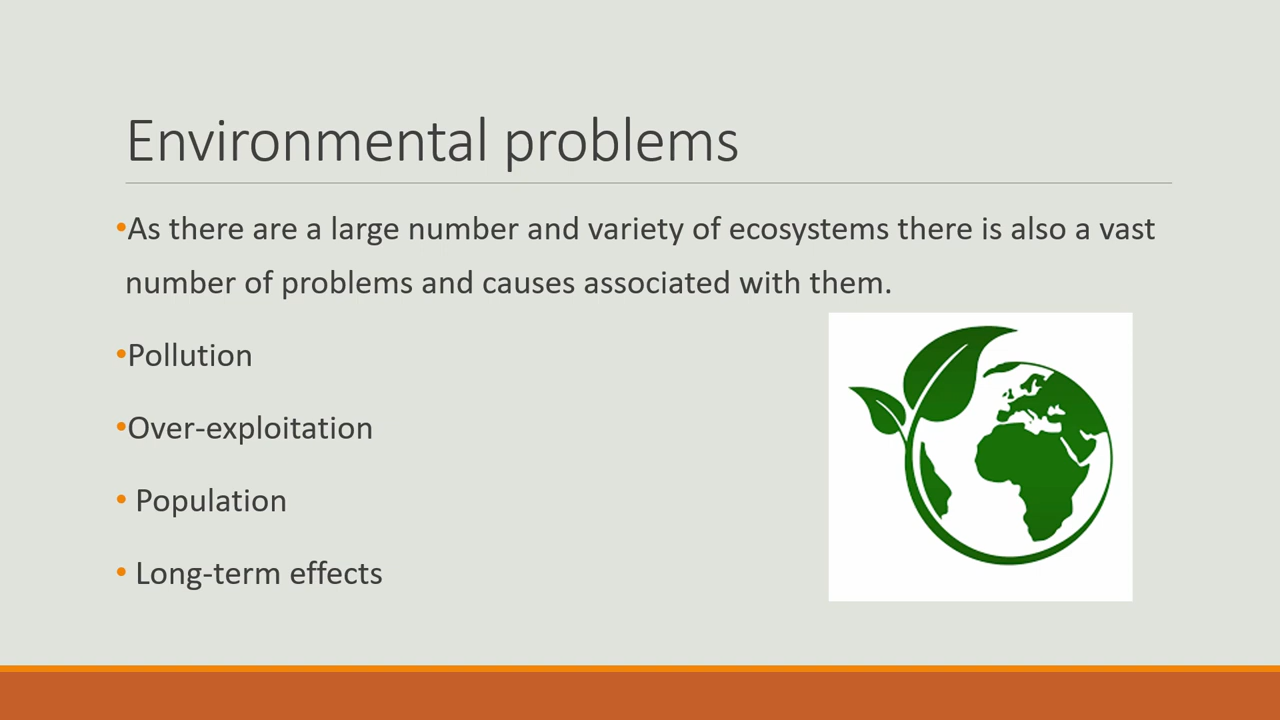 Environmental problems
•As there are a large number and variety of ecosystems there is also a vast
number of problems and causes associated with them.
•Pollution
•Over-exploitation
• Population
• Long-term effects